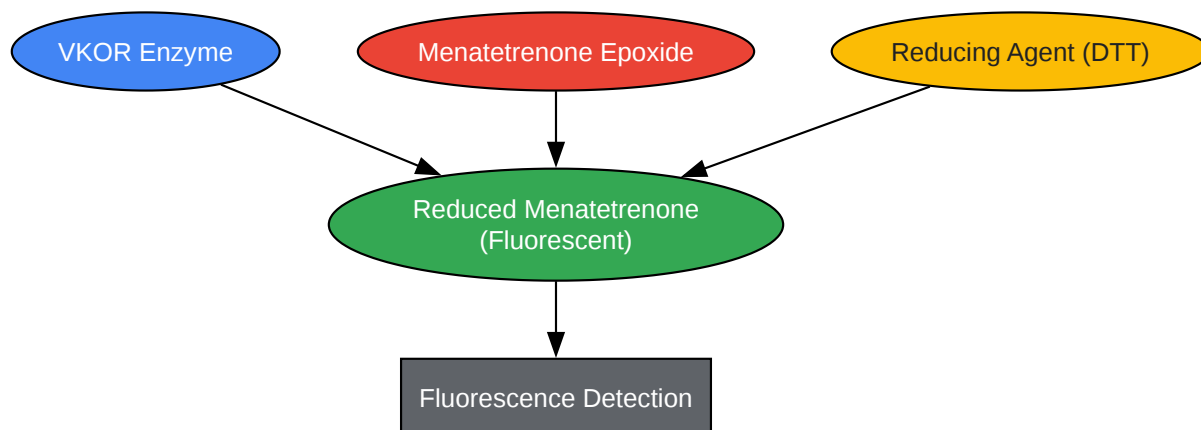 VKOR Enzyme
Menatetrenone Epoxide
Reducing Agent (DTT)
Reduced Menatetrenone
(Fluorescent)
Fluorescence Detection